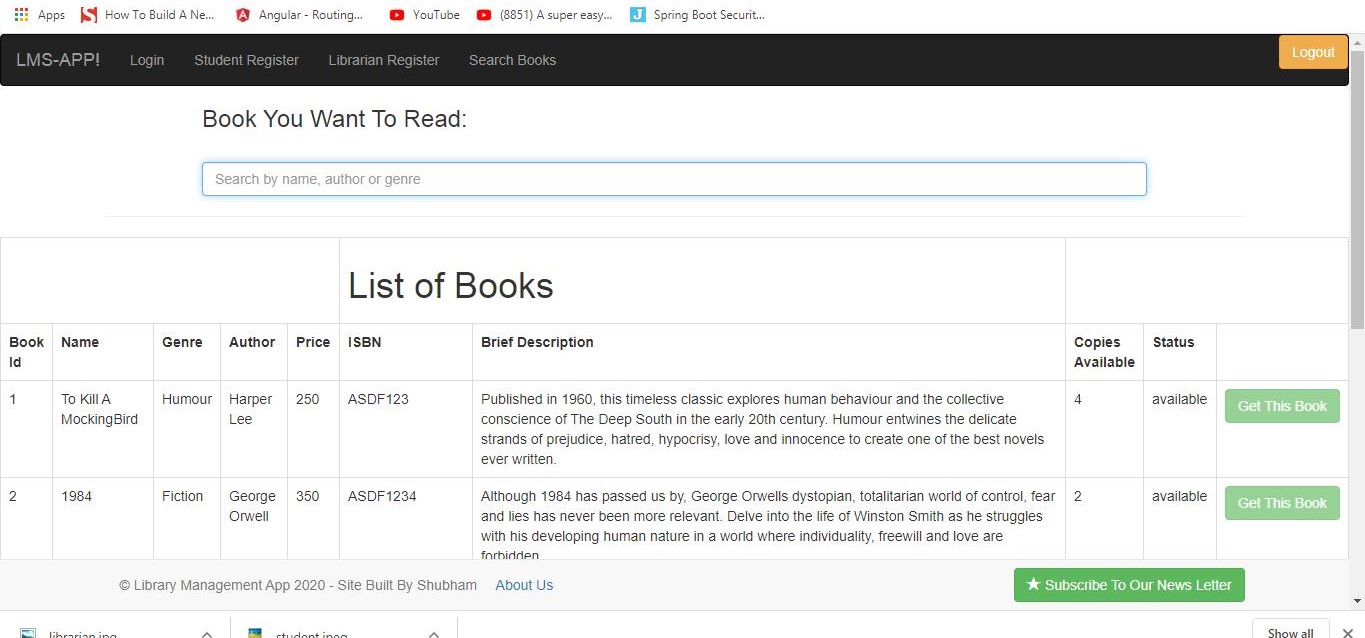 Apps How To Build A Ne... Angular - Routing... YouTube (8851) A super easy... Spring Boot Securit...
LMS-APP! Login Student Register Librarian Register Search Books Logout
Book You Want To Read:
Search by name, author or genre
List of Books
Book Id Name Genre Author Price ISBN Brief Description Copies Available Status
1 To Kill A MockingBird Humour Harper Lee 250 ASDF123
Published in 1960, this timeless classic explores human behaviour and the collective
conscience of The Deep South in the early 20th century. Humour entwines the delicate
strands of prejudice, hatred, hypocrisy, love and innocence to create one of the best novels
ever written.
4 available Get This Book
2 1984 Fiction George Orwell 350 ASDF1234
Although 1984 has passed us by, George Orwells dystopian, totalitarian world of control, fear
and lies has never been more relevant. Delve into the life of Winston Smith as he struggles
with his developing human nature in a world where individuality, freewill and love are
forbidden
2 available Get This Book
© Library Management App 2020 - Site Built By Shubham About Us ★ Subscribe To Our News Letter
librarian.jpg student.jpeg Show all